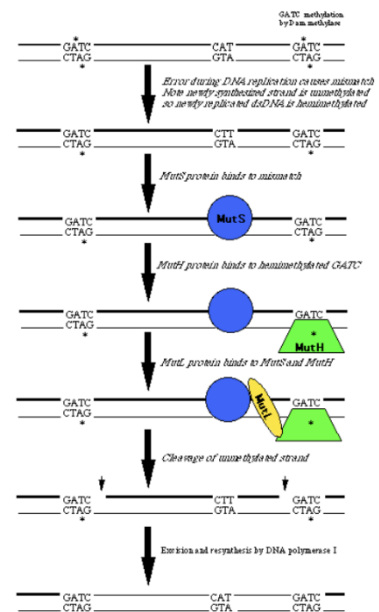 GATC methylation
by Dam methylase
* *
GATC CAT GATC
CTAG GTA CTAG
* *
Error during DNA replication causes mismatch
Note newly synthesized strand is unmethylated
so newly replicated dsDNA is hemimethylated
GATC CTT GATC
CTAG GTA CTAG
* *
MutS protein binds to mismatch
GATC MutS GATC
CTAG CTAG
* *
MutH protein binds to hemimethylated GATC
GATC GATC
CTAG
* *
MutH
MutL protein binds to MutS and MutH
GATC MutL GATC
CTAG
* *
Cleavage of unmethylated strand
GATC CTT GATC
CTAG GTA CTAG
* *
Excision and resynthesis by DNA polymerase I
GATC CAT GATC
CTAG GTA CTAG